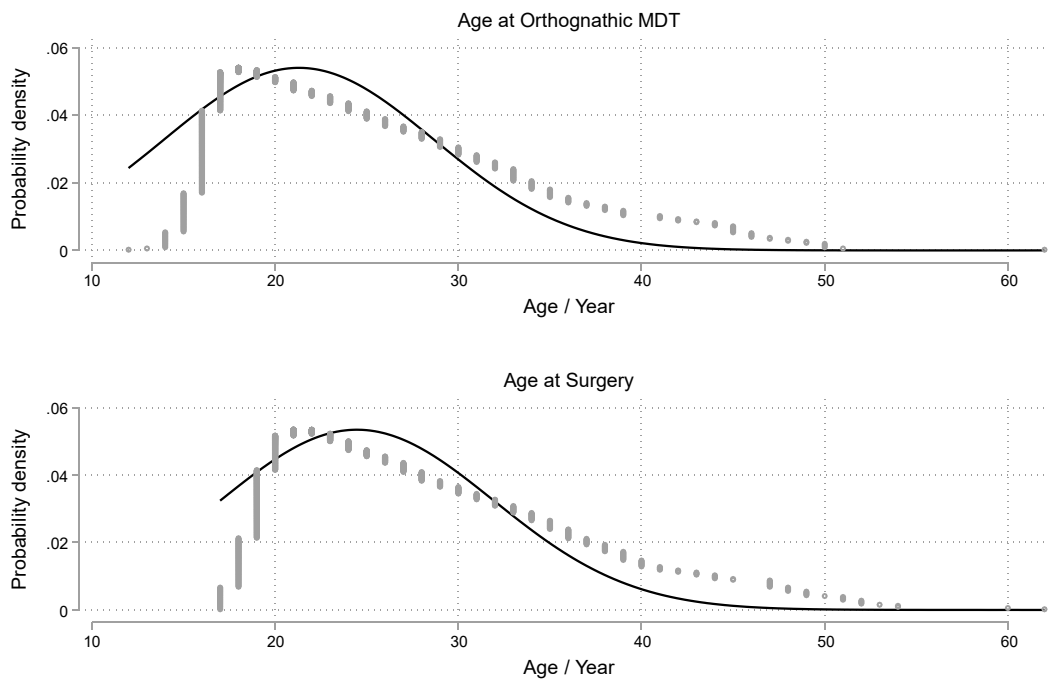 Age at Orthognathic MDT
Probability density
.06
.04
.02
0
10 20 30 40 50 60
Age / Year
Age at Surgery
Probability density
.06
.04
.02
0
10 20 30 40 50 60
Age / Year